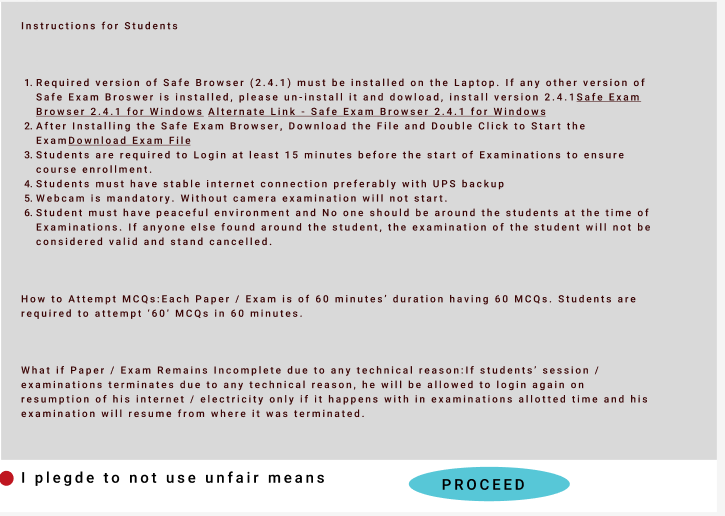 Instructions for Students
1. Required version of Safe Browser (2.4.1) must be installed on the Laptop. If any other version of
Safe Exam Broswer is installed, please un-install it and dowload, install version 2.4.1Safe Exam
Browser 2.4.1 for Windows Alternate Link - Safe Exam Browser 2.4.1 for Windows
2. After Installing the Safe Exam Browser, Download the File and Double Click to Start the
ExamDownload Exam File
3. Students are required to Login at least 15 minutes before the start of Examinations to ensure
course enrollment.
4. Students must have stable internet connection preferably with UPS backup
5. Webcam is mandatory. Without camera examination will not start.
6. Student must have peaceful environment and No one should be around the students at the time of
Examinations. If anyone else found around the student, the examination of the student will not be
considered valid and stand cancelled.
How to Attempt MCQs:Each Paper / Exam is of 60 minutes’ duration having 60 MCQs. Students are
required to attempt ‘60’ MCQs in 60 minutes.
What if Paper / Exam Remains Incomplete due to any technical reason:If students’ session /
examinations terminates due to any technical reason, he will be allowed to login again on
resumption of his internet / electricity only if it happens with in examinations allotted time and his
examination will resume from where it was terminated.
I plegde to not use unfair means
PROCEED